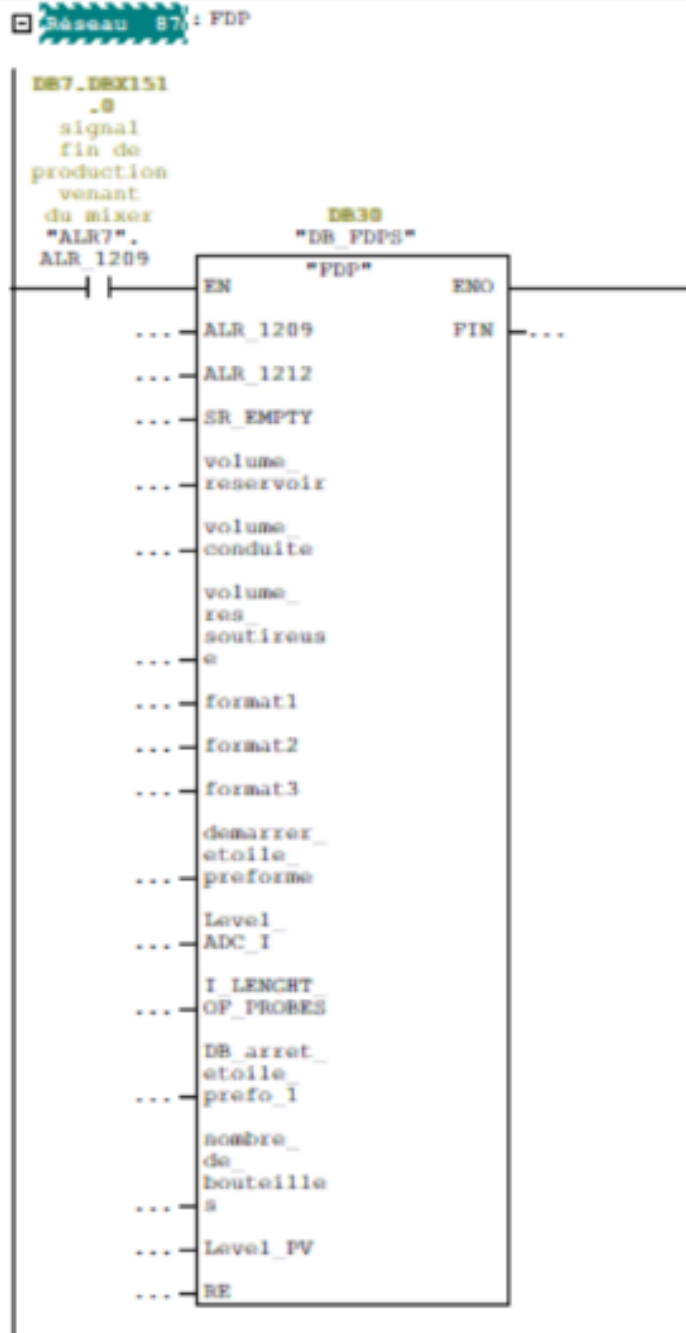 Réseau 87 : FDP
DB7.DBX151
.0
signal
fin de
production
venant
du mixer
"ALR7".
ALR_1209
DB30
"DB_FDPS"
"FDP"
EN ENO
... ALR_1209 FIN ...
... ALR_1212
... SR_EMPTY
volume_
... reservoir
volume_
... conduite
volume_
res_
soutireus
... e
... format1
... format2
... format3
demarrer_
etoile_
... preforme
Level_
... ADC_I
I_LENGHT_
... OF_PROBES
DB_arret_
etoile_
... prefo_1
nombre_
de_
bouteille
... s
... Level_PV
... RE